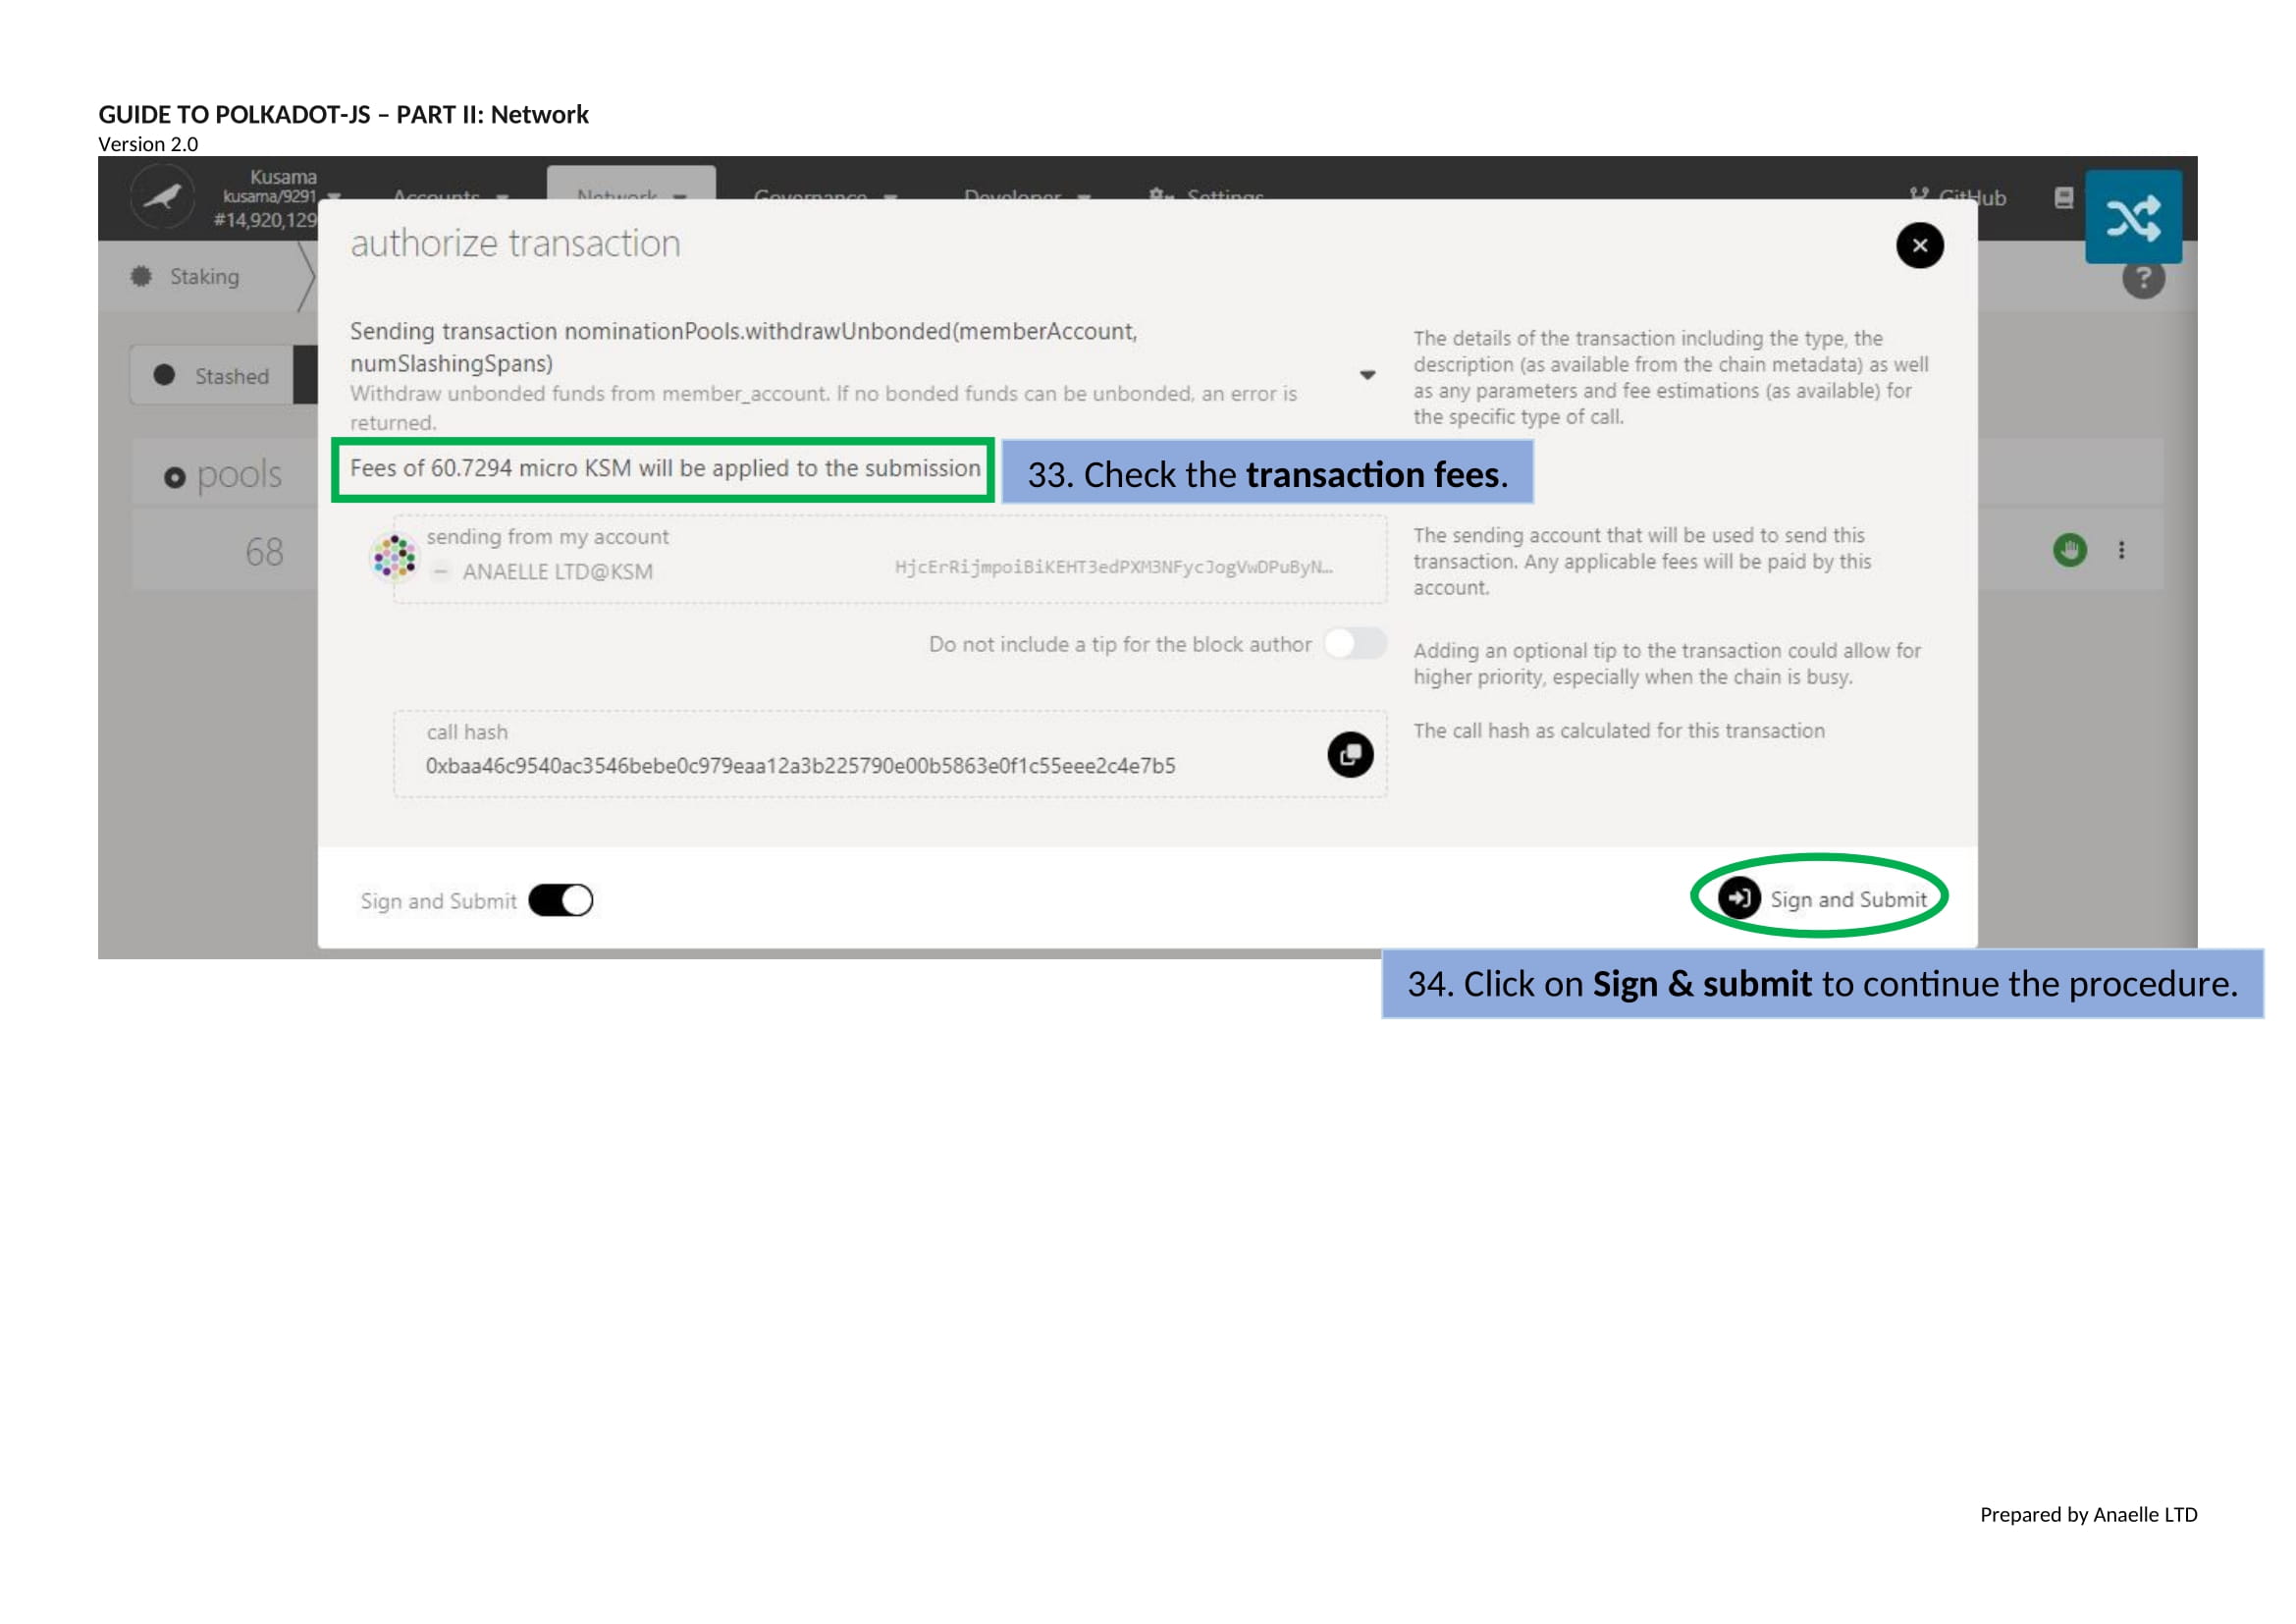 GUIDE TO POLKADOT-JS – PART II: Network
Version 2.0
Kusama
kusama/9291
#14,920,129
Accounts
Network
Governance
Developer
Settings
GitHub
Staking
?
Stashed
pools
68
authorize transaction
Sending transaction nominationPools.withdrawUnbonded(memberAccount,
numSlashingSpans)
Withdraw unbonded funds from member_account. If no bonded funds can be unbonded, an error is
returned.
The details of the transaction including the type, the
description (as available from the chain metadata) as well
as any parameters and fee estimations (as available) for
the specific type of call.
Fees of 60.7294 micro KSM will be applied to the submission
33. Check the transaction fees.
sending from my account
ANAELLE LTD@KSM
HjcErRijmpoiBiKEHT3edPXM3NFycJogVwDPuByN…
The sending account that will be used to send this
transaction. Any applicable fees will be paid by this
account.
Do not include a tip for the block author
Adding an optional tip to the transaction could allow for
higher priority, especially when the chain is busy.
call hash
0xbaa46c9540ac3546bebe0c979eaa12a3b225790e00b5863e0f1c55eee2c4e7b5
The call hash as calculated for this transaction
Sign and Submit
Sign and Submit
34. Click on Sign & submit to continue the procedure.
Prepared by Anaelle LTD